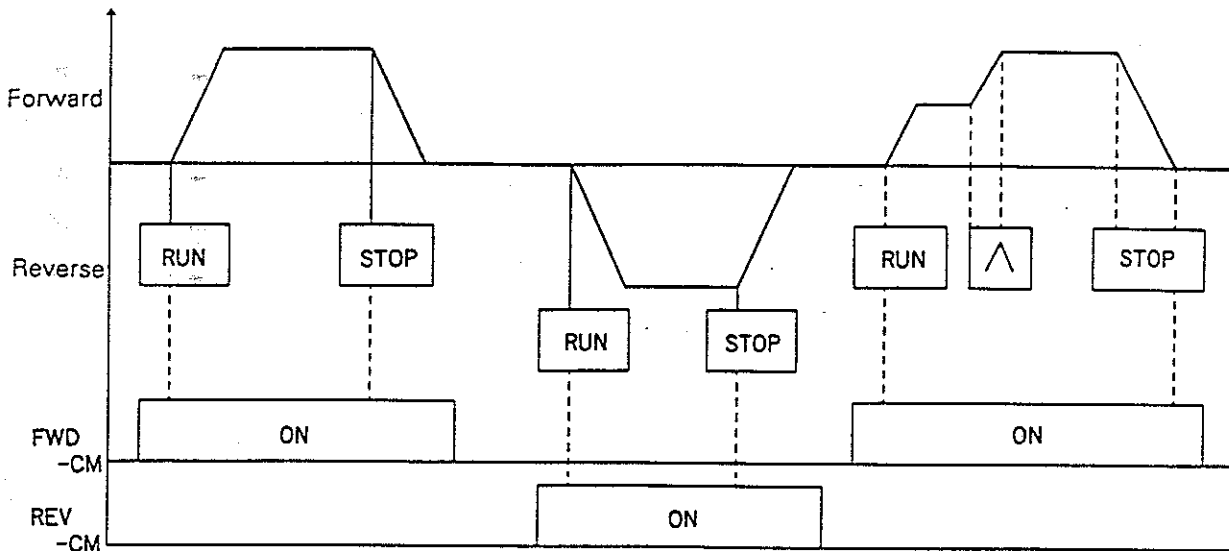 Forward
Reverse
RUN
STOP
RUN
STOP
RUN
∧
STOP
FWD
-CM
ON
ON
REV
-CM
ON